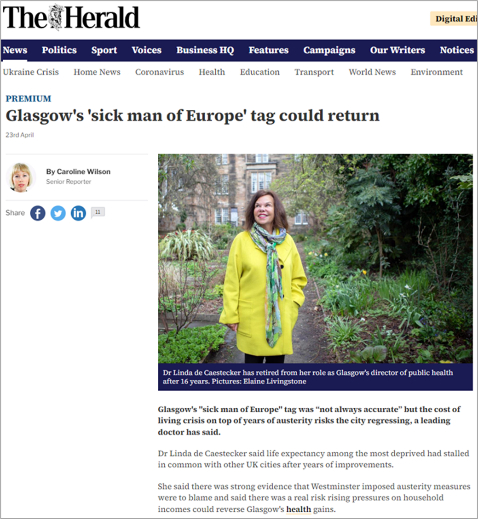 The Herald
Digital Edi
News Politics Sport Voices Business HQ Features Campaigns Our Writers Notices
Ukraine Crisis Home News Coronavirus Health Education Transport World News Environment
PREMIUM
Glasgow's 'sick man of Europe' tag could return
23rd April
By Caroline Wilson
Senior Reporter
Share f in 11
Dr Linda de Caestecker has retired from her role as Glasgow's director of public health
after 16 years. Pictures: Elaine Livingstone
Glasgow's "sick man of Europe" tag was “not always accurate” but the cost of
living crisis on top of years of austerity risks the city regressing, a leading
doctor has said.
Dr Linda de Caestecker said life expectancy among the most deprived had stalled
in common with other UK cities after years of improvements.
She said there was strong evidence that Westminster imposed austerity measures
were to blame and said there was a real risk rising pressures on household
incomes could reverse Glasgow's health gains.